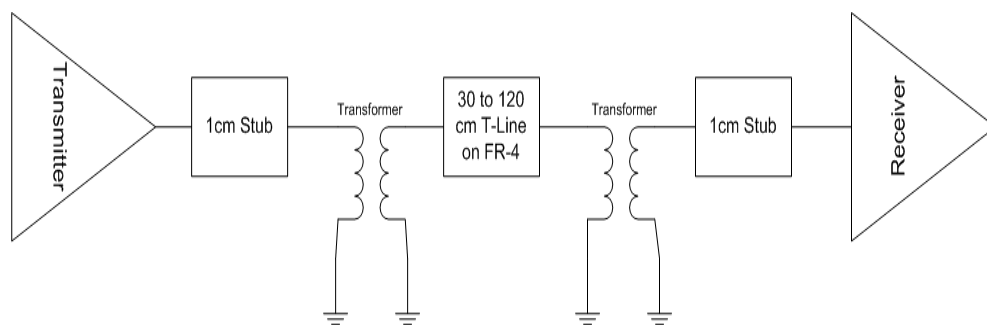 Transmitter
1cm Stub
Transformer
30 to 120
cm T-Line
on FR-4
Transformer
1cm Stub
Receiver